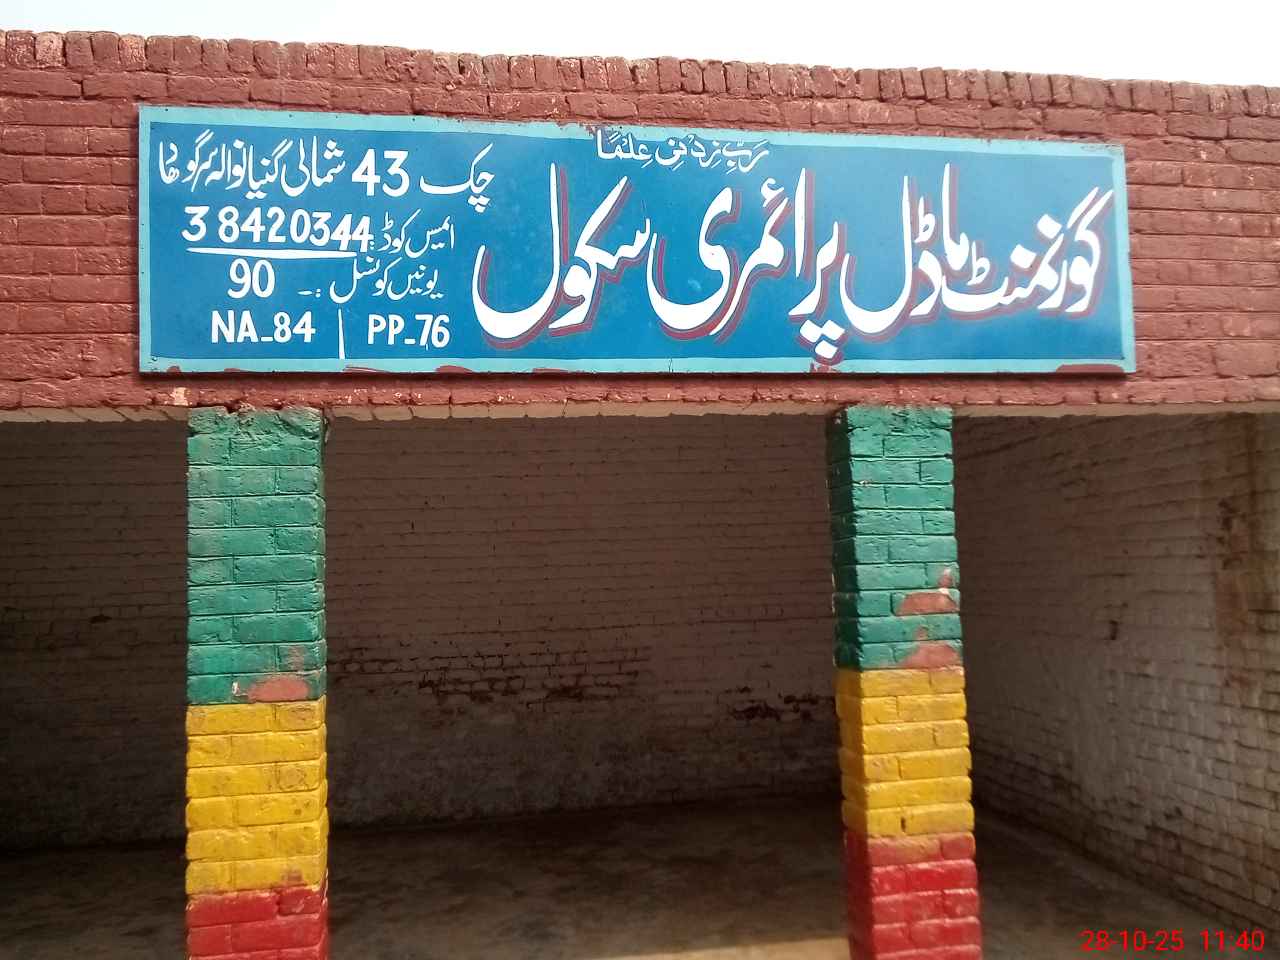 رَبِّ زِدْنِی عِلْمًا
گورنمنٹ ماڈل پرائمری سکول
چک 43 شمالی گنیانوالہ سرگودھا
ایمیس کوڈ :
38420344
یونین کونسل :- 90
NA_84 | PP_76
28-10-25 11:40